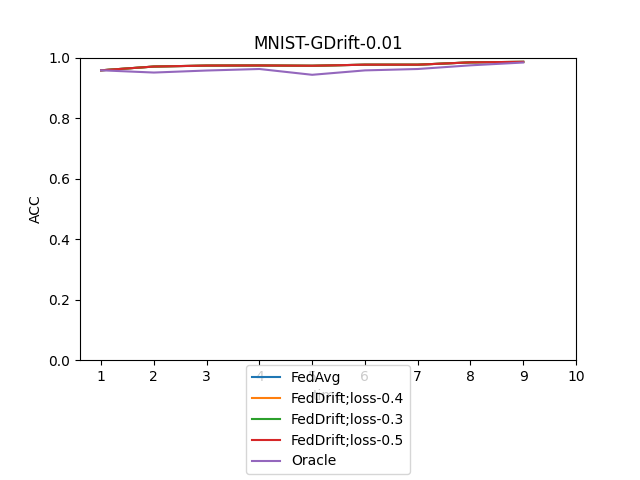 MNIST-GDrift-0.01
1.0
0.8
0.6
0.4
0.2
0.0
ACC
1 2 3 4 5 6 7 8 9 10
FedAvg
FedDrift;loss-0.4
FedDrift;loss-0.3
FedDrift;loss-0.5
Oracle